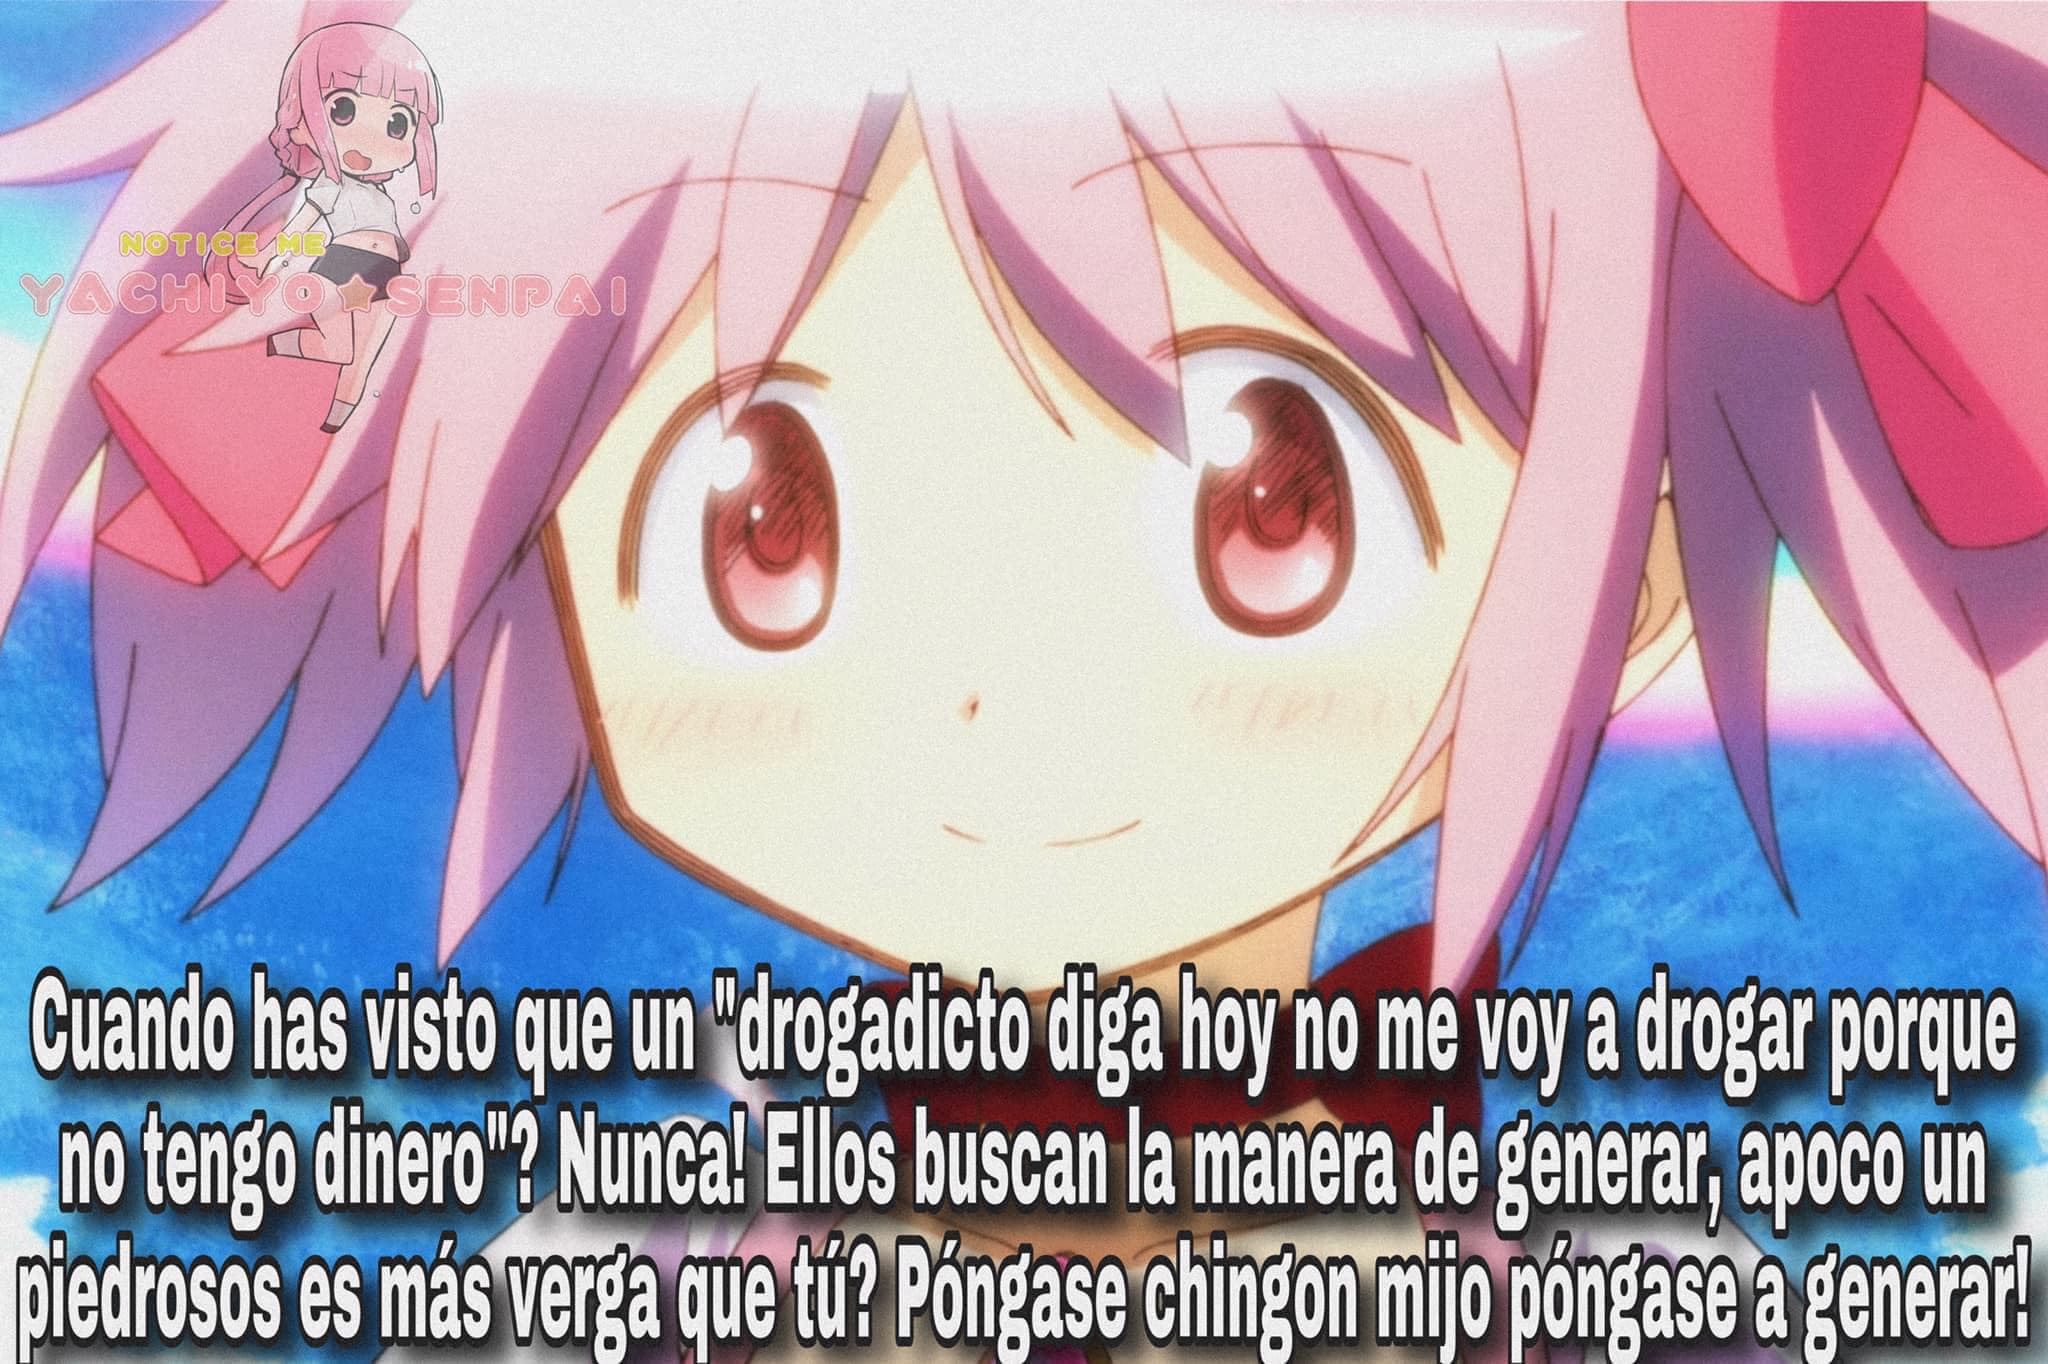 NOTICE ME
YACHIYO★SENPAI
Cuando has visto que un "drogadicto diga hoy no me voy a drogar porque
no tengo dinero"? Nunca! Ellos buscan la manera de generar, apoco un
piedrosos es más verga que tú? Póngase chingon mijo póngase a generar!